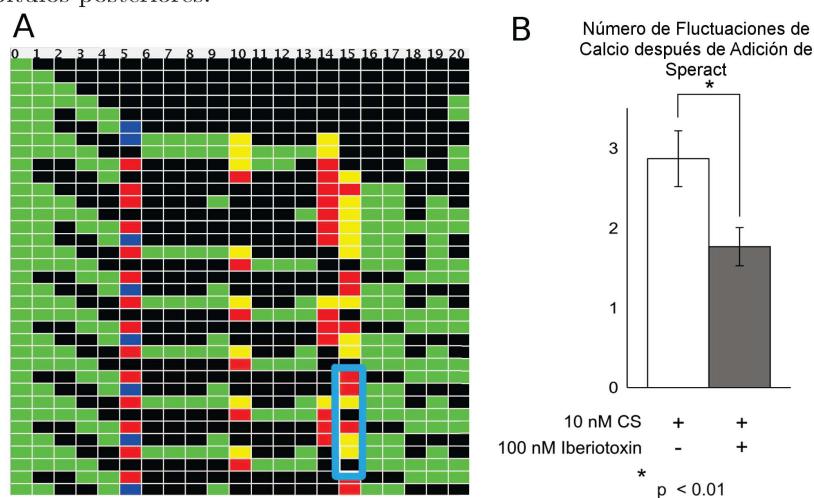 A
0 1 2 3 4 5 6 7 8 9 10 11 12 13 14 15 16 17 18 19 20
B
Número de Fluctuaciones de
Calcio después de Adición de
Speract
*
3
2
1
0
10 nM CS + +
100 nM Iberiotoxin - +
*
p < 0.01